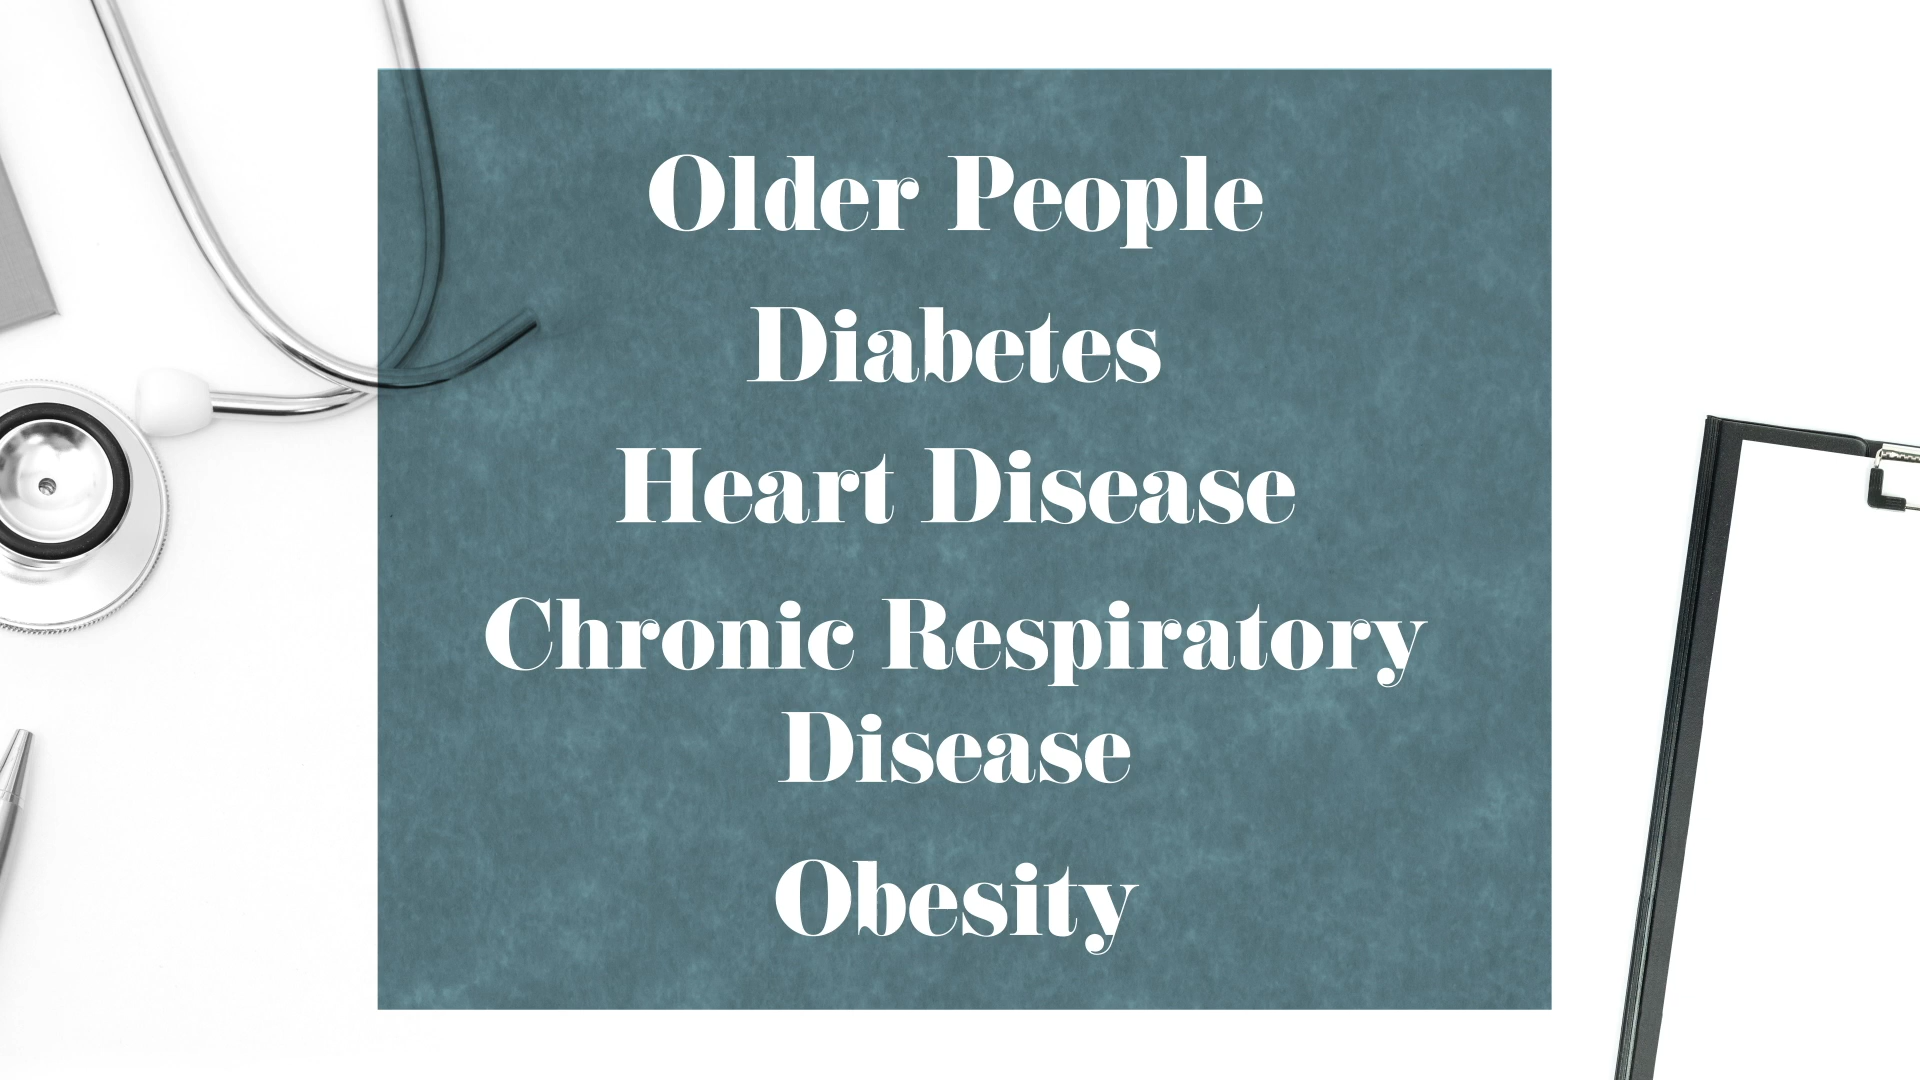 Older People
Diabetes
Heart Disease
Chronic Respiratory
Disease
Obesity